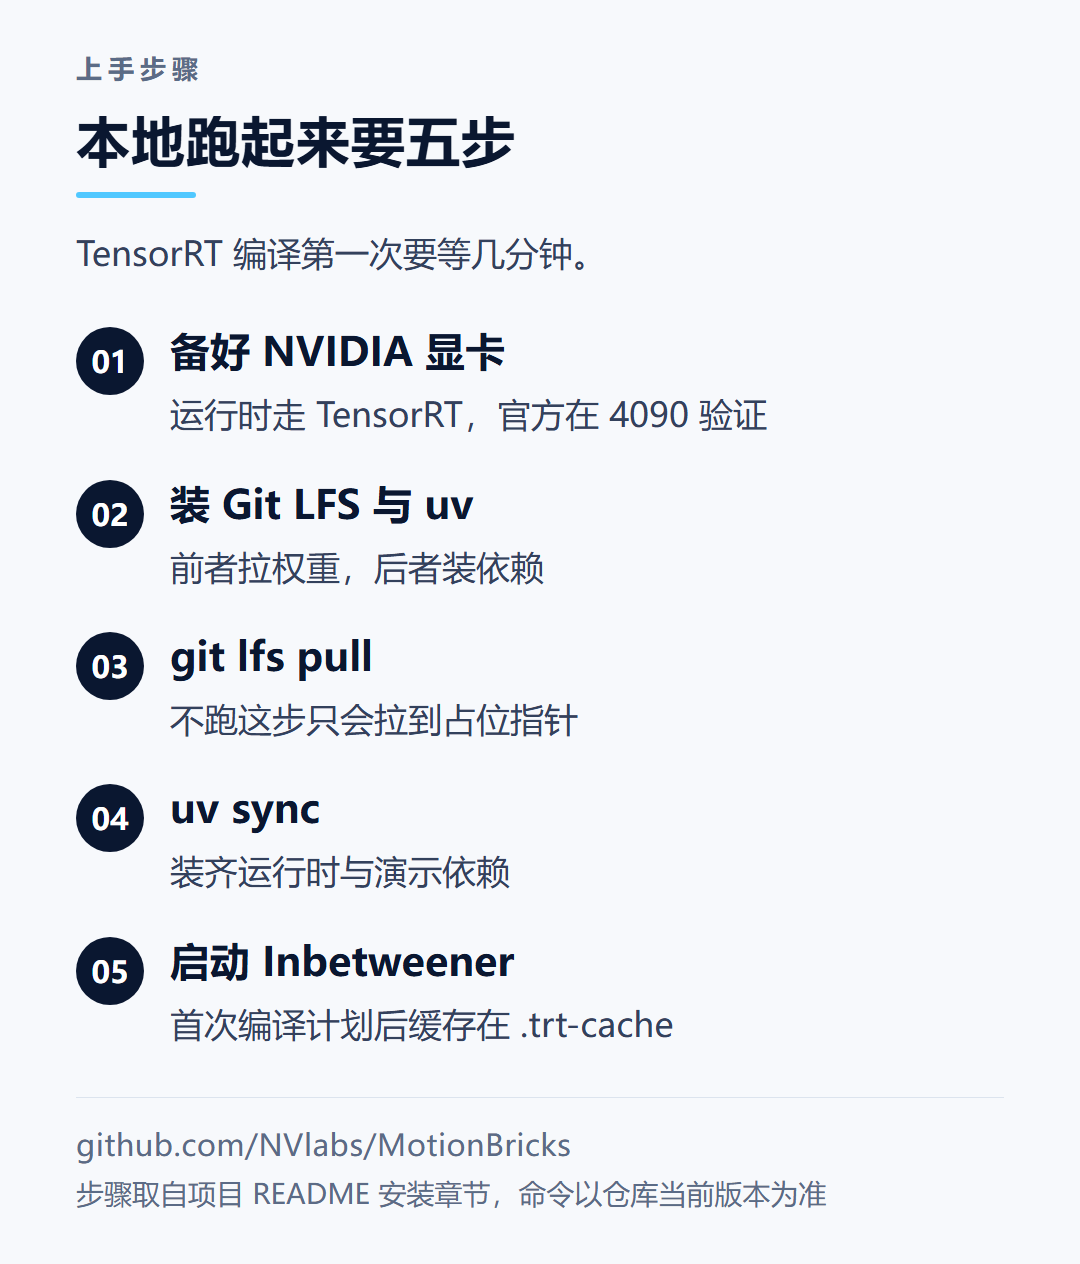 上手步骤
本地跑起来要五步
TensorRT 编译第一次要等几分钟。
01
备好 NVIDIA 显卡
运行时走 TensorRT，官方在 4090 验证
02
装 Git LFS 与 uv
前者拉权重，后者装依赖
03
git lfs pull
不跑这步只会拉到占位指针
04
uv sync
装齐运行时与演示依赖
05
启动 Inbetweener
首次编译计划后缓存在 .trt-cache
github.com/NVlabs/MotionBricks
步骤取自项目 README 安装章节，命令以仓库当前版本为准